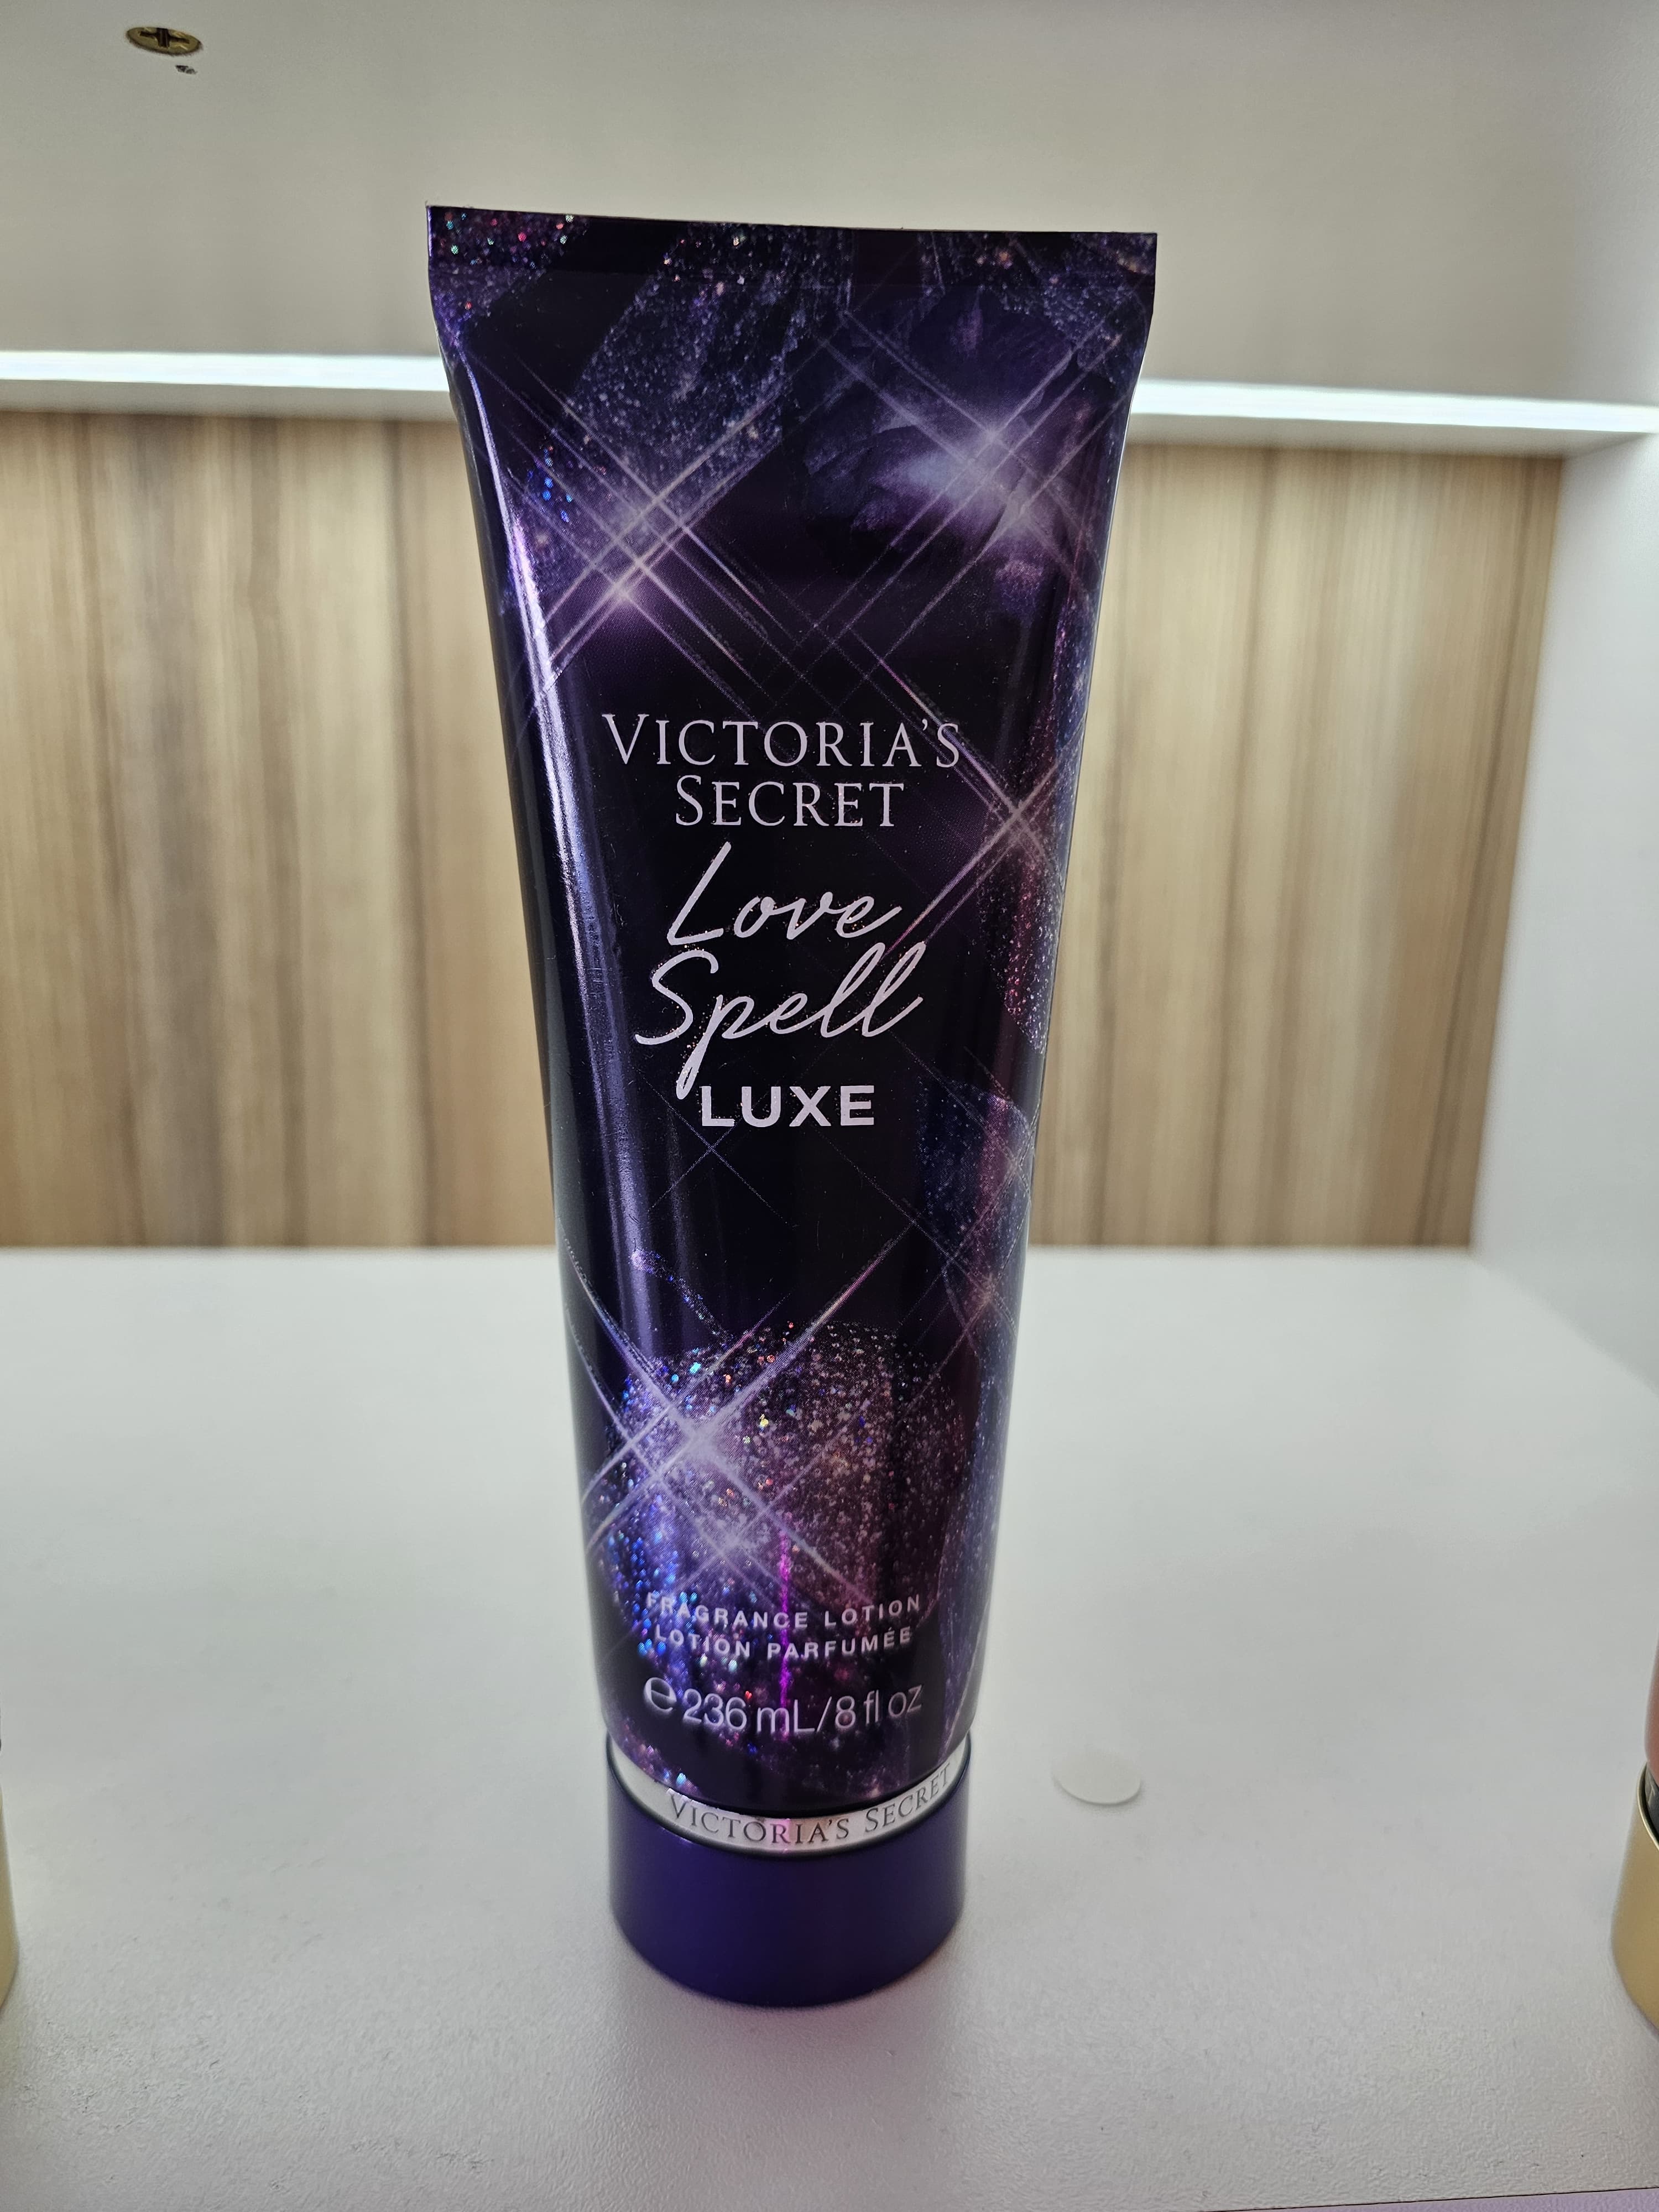 VICTORIA'S
SECRET
Love
Spell
LUXE
FRAGRANCE LOTION
LOTION PARFUMÉE
℮ 236 mL/8 fl oz
VICTORIA'S SECRET